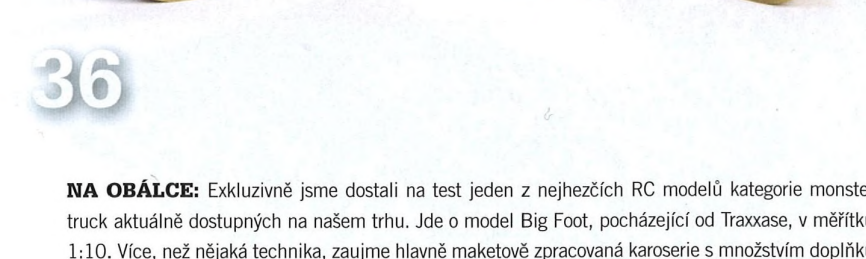 36
NA OBÁLCE: Exkluzivně jsme dostali na test jeden z nejhezčích RC modelů kategorie monste
truck aktuálně dostupných na našem trhu. Jde o model Big Foot, pocházející od Traxxase, v měřítk
1:10. Více, než nějaká technika, zaujme hlavně maketově zpracovaná karoserie s množstvím doplňk